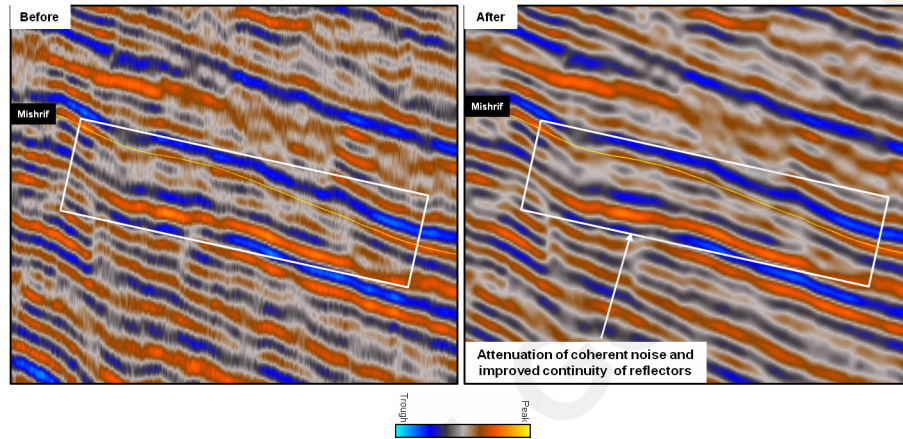 Before
After
Mishrif
Mishrif
Attenuation of coherent noise and
improved continuity of reflectors
Trough
Peak